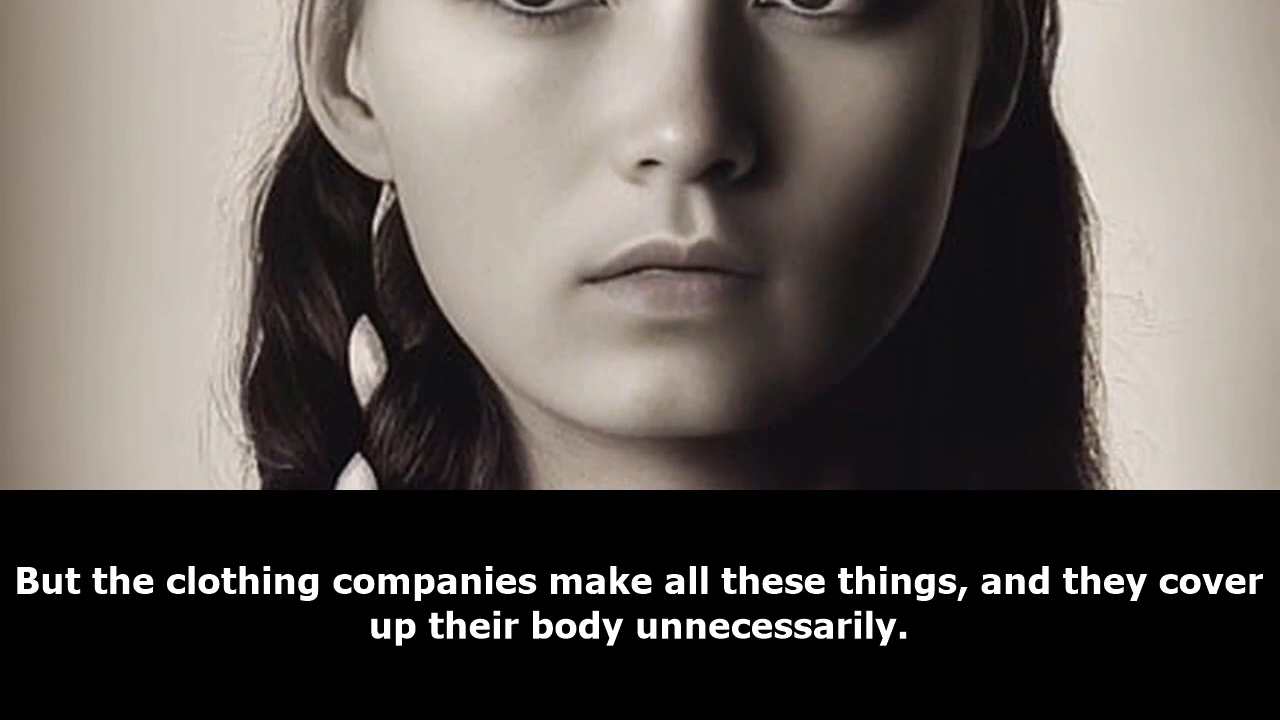 But the clothing companies make all these things, and they cover
up their body unnecessarily.